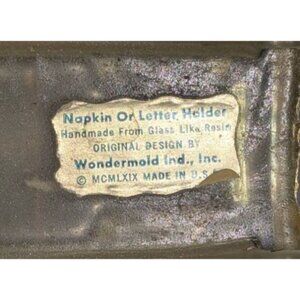 Napkin Or Letter Holder
Handmade From Glass Like Resin
ORIGINAL DESIGN BY
Wondermold Ind., Inc.
© MCMLXIX MADE IN U.S.